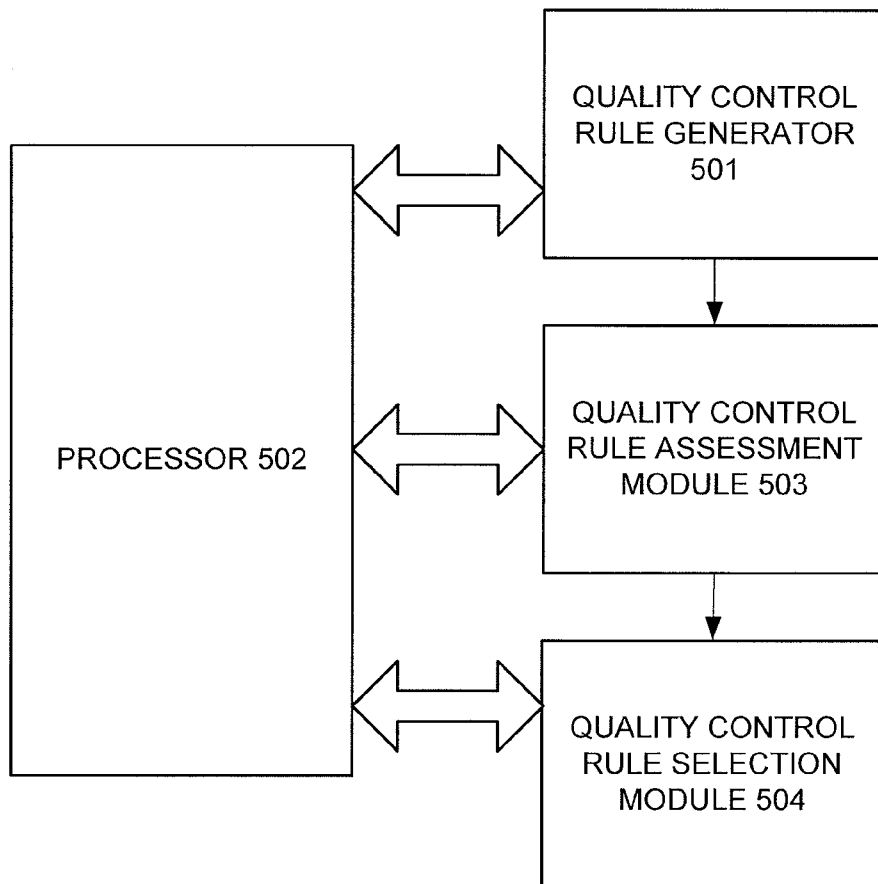 QUALITY CONTROL
RULE GENERATOR
501
PROCESSOR 502
QUALITY CONTROL
RULE ASSESSMENT
MODULE 503
QUALITY CONTROL
RULE SELECTION
MODULE 504